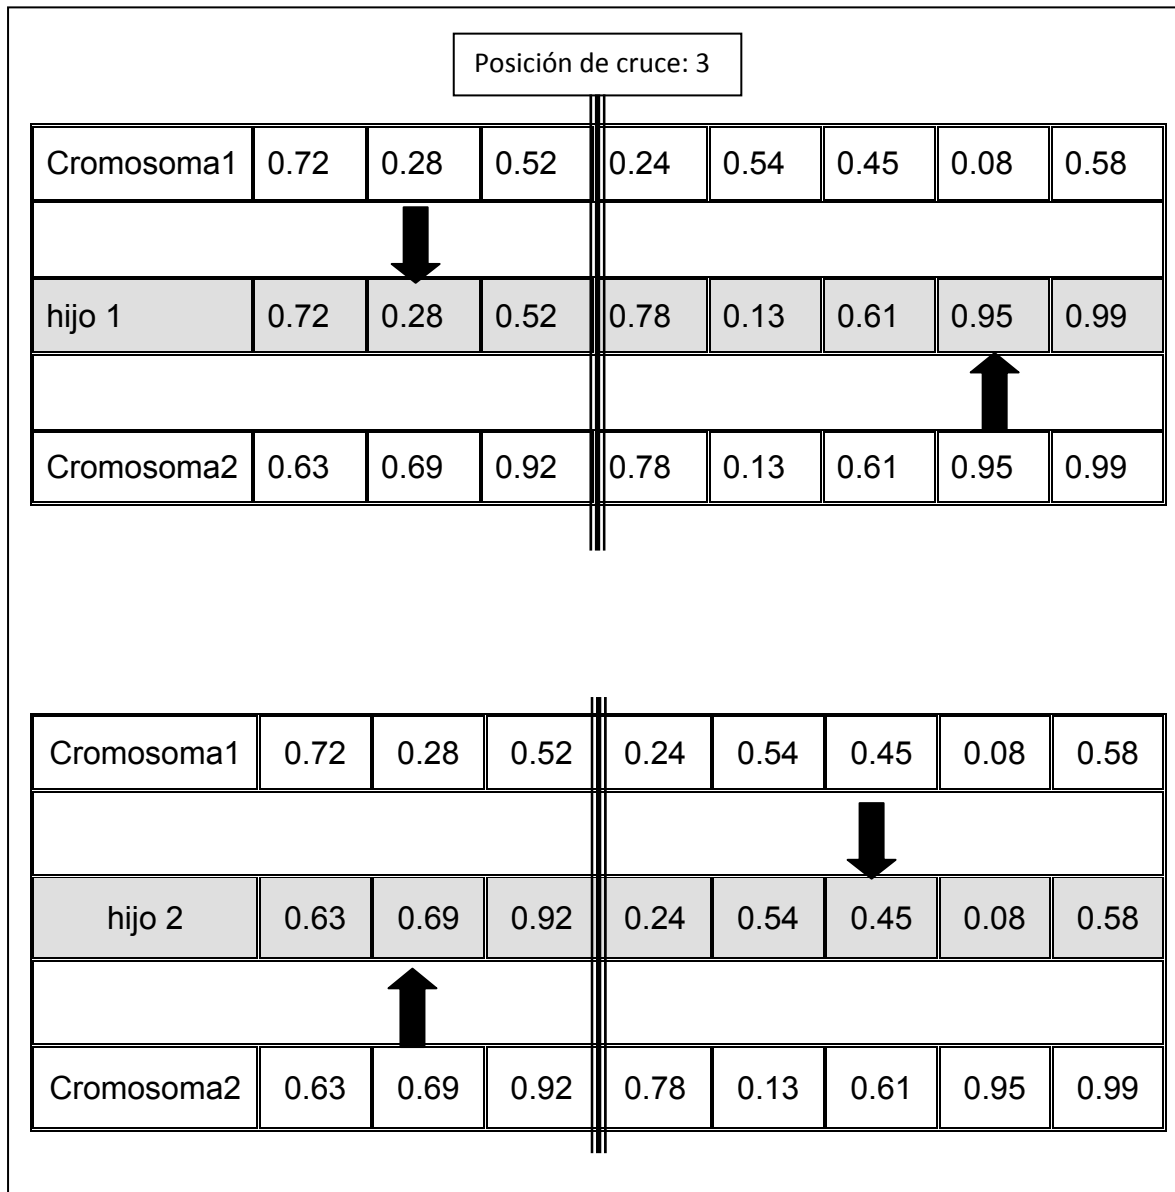 Posición de cruce: 3
Cromosoma1 0.72 0.28 0.52 0.24 0.54 0.45 0.08 0.58
hijo 1 0.72 0.28 0.52 0.78 0.13 0.61 0.95 0.99
Cromosoma2 0.63 0.69 0.92 0.78 0.13 0.61 0.95 0.99
Cromosoma1 0.72 0.28 0.52 0.24 0.54 0.45 0.08 0.58
hijo 2 0.63 0.69 0.92 0.24 0.54 0.45 0.08 0.58
Cromosoma2 0.63 0.69 0.92 0.78 0.13 0.61 0.95 0.99